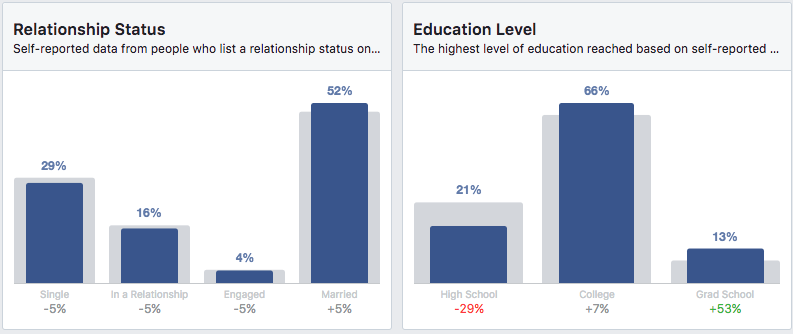 Relationship Status
Self-reported data from people who list a relationship status on...
29%
16%
4%
52%
Single
In a Relationship
Engaged
Married
-5%
-5%
-5%
+5%
Education Level
The highest level of education reached based on self-reported ...
21%
66%
13%
High School
College
Grad School
-29%
+7%
+53%